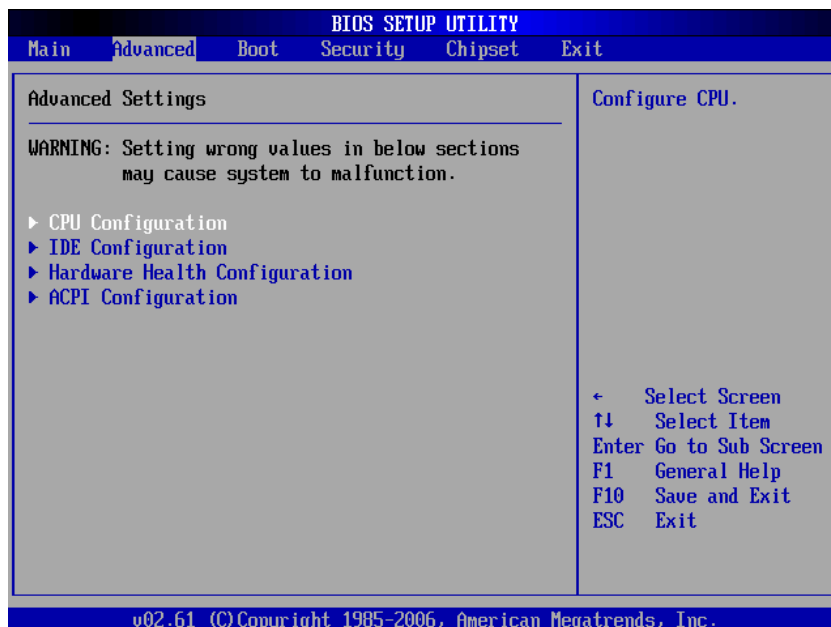 BIOS SETUP UTILITY
Main Advanced Boot Security Chipset Exit
Advanced Settings
WARNING: Setting wrong values in below sections
may cause system to malfunction.
▶ CPU Configuration
▶ IDE Configuration
▶ Hardware Health Configuration
▶ ACPI Configuration
Configure CPU.
← Select Screen
↑↓ Select Item
Enter Go to Sub Screen
F1 General Help
F10 Save and Exit
ESC Exit
v02.61 (C)Copyright 1985-2006, American Megatrends, Inc.